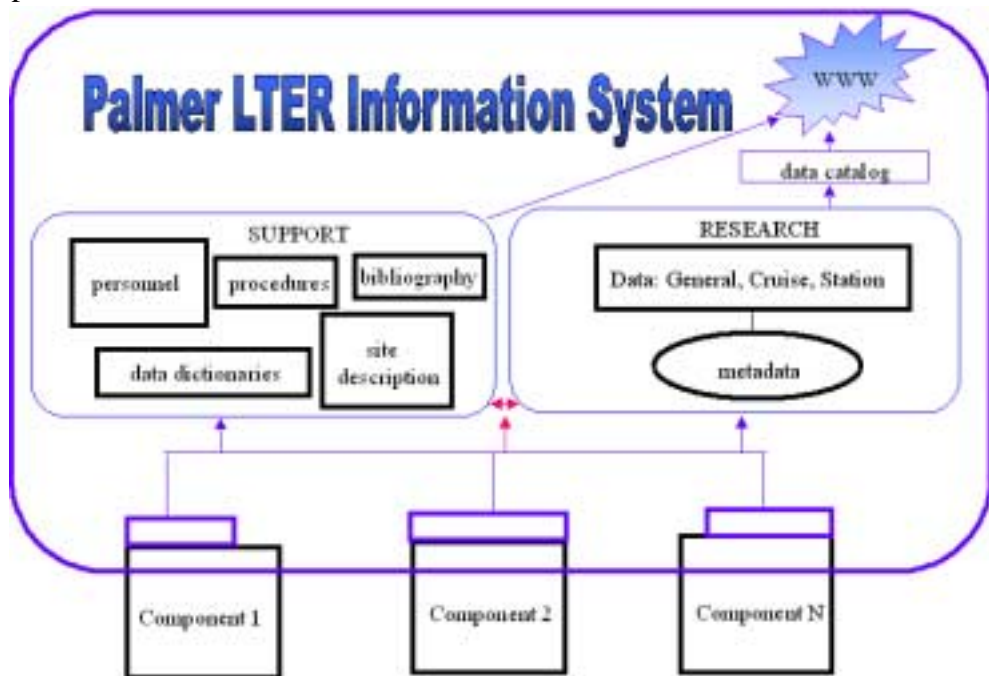 Palmer LTER Information System
WWW
data catalog
SUPPORT
personnel
procedures
bibliography
data dictionaries
site
description
RESEARCH
Data: General, Cruise, Station
metadata
Component 1
Component 2
Component N